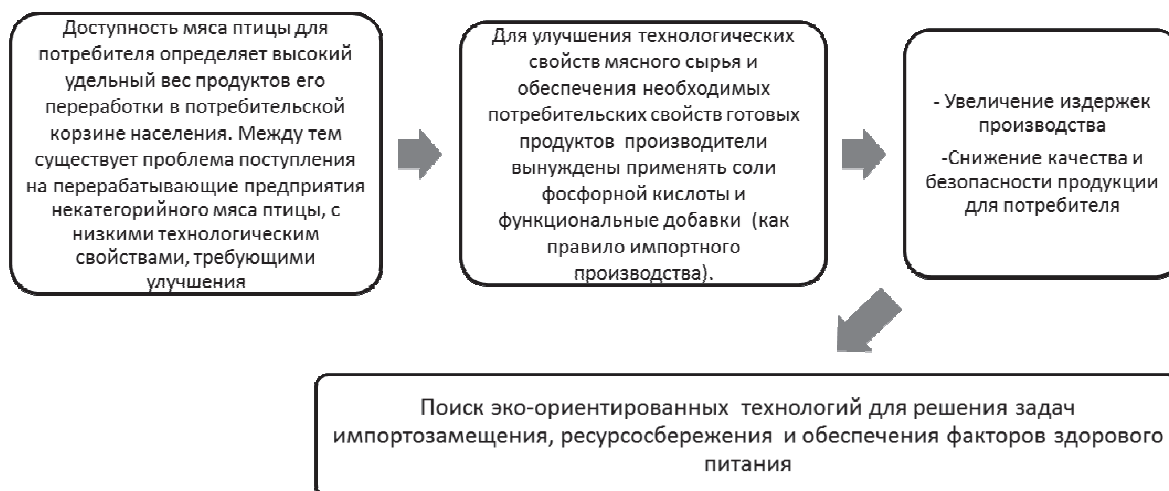 Доступность мяса птицы для
потребителя определяет высокий
удельный вес продуктов его
переработки в потребительской
корзине населения. Между тем
существует проблема поступления
на перерабатывающие предприятия
некатегорийного мяса птицы, с
низкими технологическим
свойствами, требующими
улучшения
Для улучшения технологических
свойств мясного сырья и
обеспечения необходимых
потребительских свойств готовых
продуктов производители
вынуждены применять соли
фосфорной кислоты и
функциональные добавки (как
правило импортного
производства).
- Увеличение издержек
производства
-Снижение качества и
безопасности продукции
для потребителя
Поиск эко-ориентированных технологий для решения задач
импортозамещения, ресурсосбережения и обеспечения факторов здорового
питания